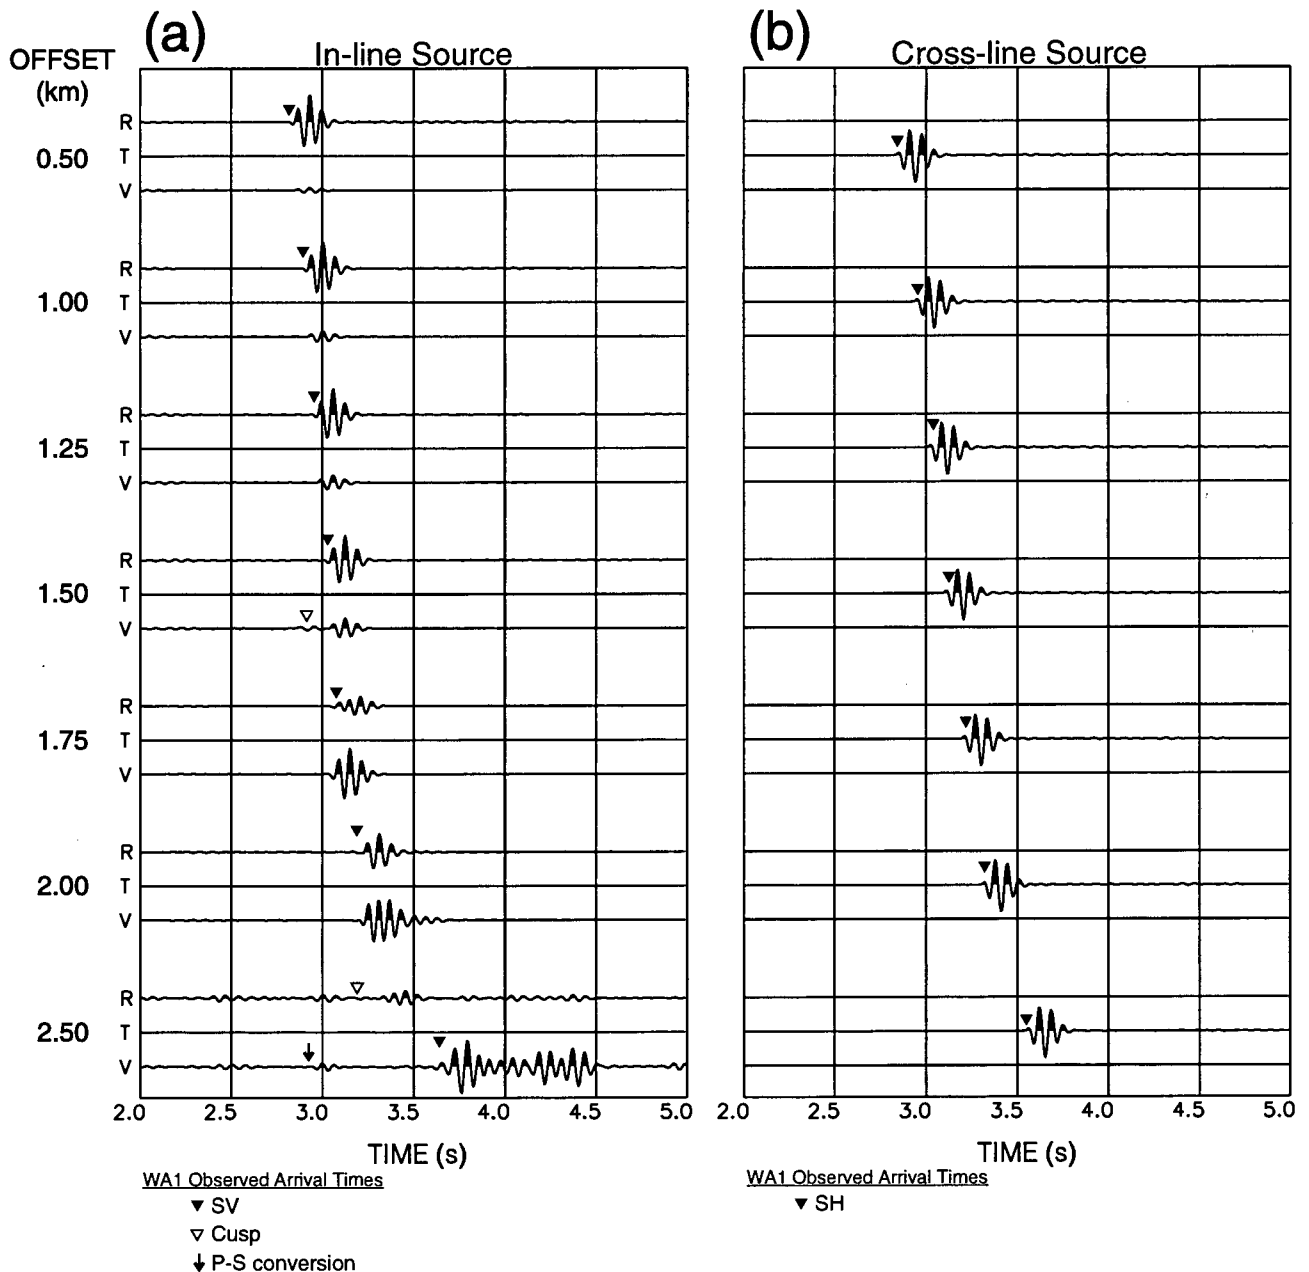 (a)
(b)
In-line Source
Cross-line Source
OFFSET
(km)
R
0.50 T
V
R
1.00 T
V
R
1.25 T
V
R
1.50 T
V
R
1.75 T
V
R
2.00 T
V
R
2.50 T
V
2.0 3.0 3.5 4.0 4.5 5.0
2.0 2.5 3.0 3.5 4.0 4.5 5.0
TIME (s)
TIME (s)
WA1 Observed Arrival Times
SV
Cusp
P-S conversion
WA1 Observed Arrival Times
SH